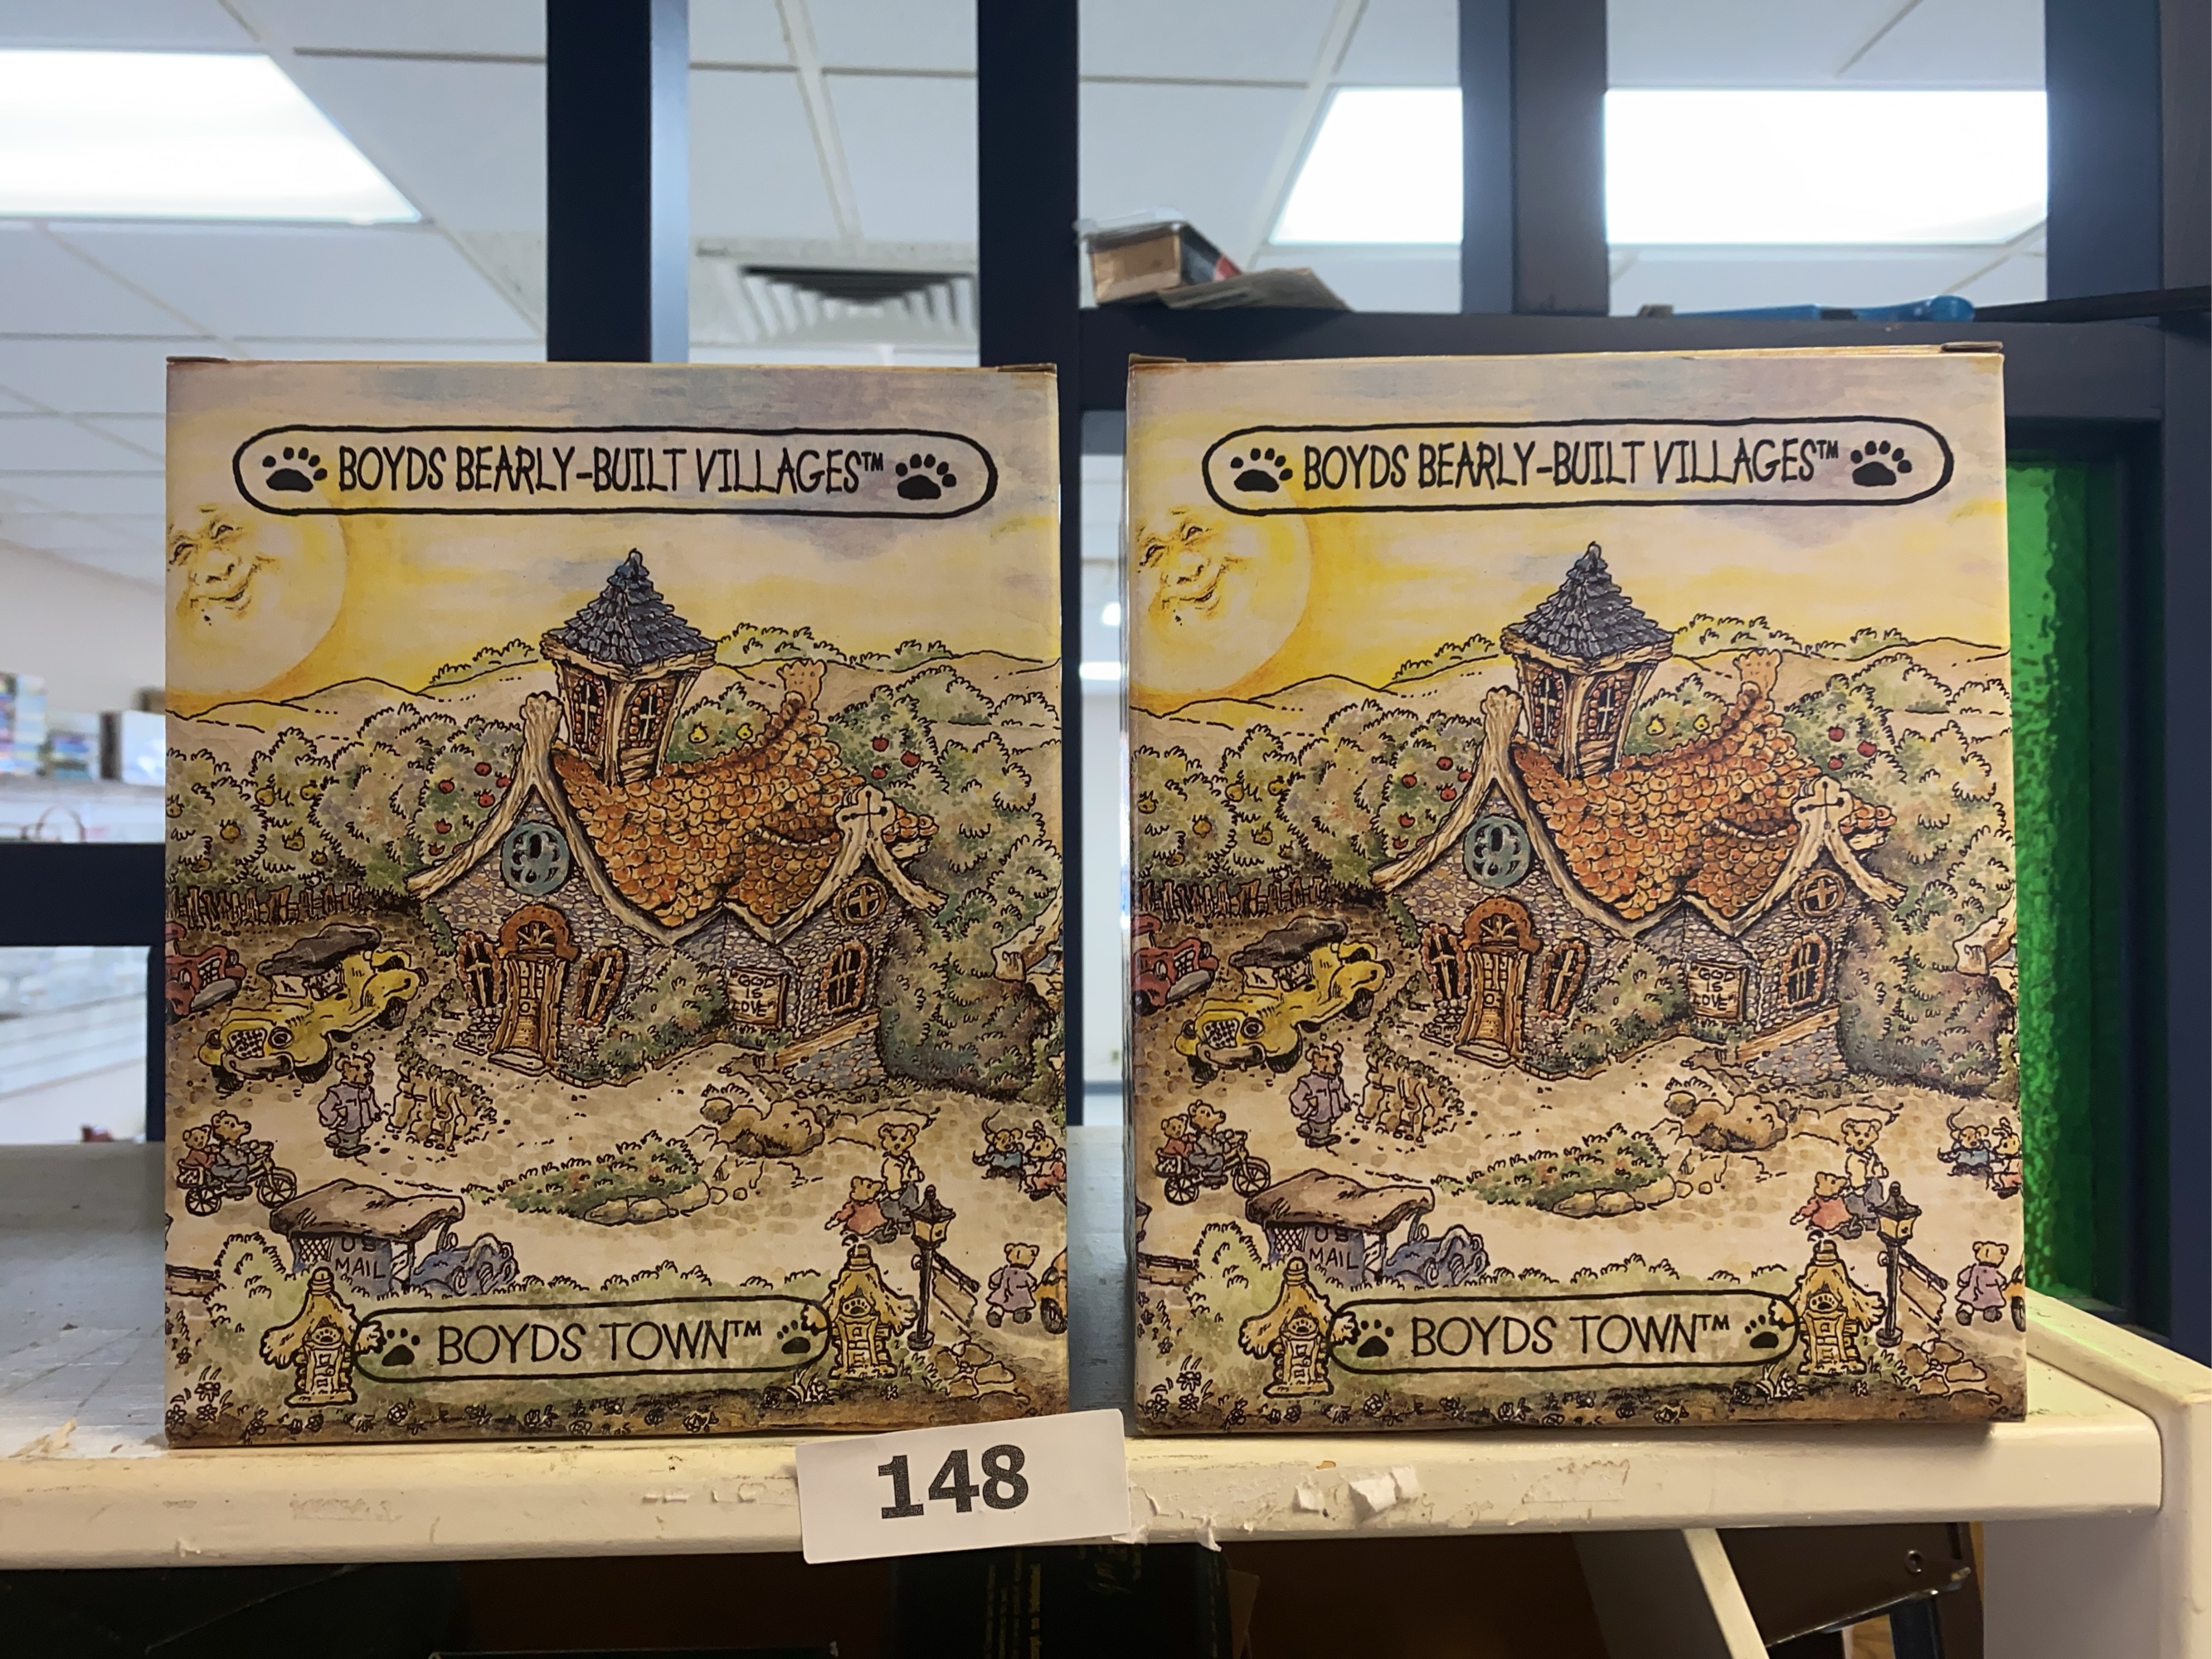 BOYDS BEARLY-BUILT VILLAGES™
"GOD
IS
LOVE"
US
MAIL
BOYDS TOWN™
BOYDS BEARLY-BUILT VILLAGES™
"GOD
IS
LOVE"
US
MAIL
BOYDS TOWN™
148